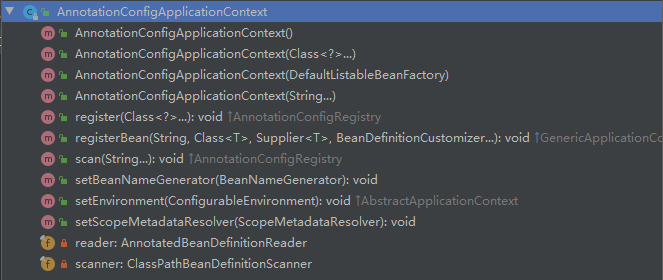 AnnotationConfigApplicationContext
AnnotationConfigApplicationContext()
AnnotationConfigApplicationContext(Class<?>...)
AnnotationConfigApplicationContext(DefaultListableBeanFactory)
AnnotationConfigApplicationContext(String...)
register(Class<?>...): void ↑AnnotationConfigRegistry
registerBean(String, Class<T>, Supplier<T>, BeanDefinitionCustomizer...): void ↑GenericApplicationCo
scan(String...): void ↑AnnotationConfigRegistry
setBeanNameGenerator(BeanNameGenerator): void
setEnvironment(ConfigurableEnvironment): void ↑AbstractApplicationContext
setScopeMetadataResolver(ScopeMetadataResolver): void
reader: AnnotatedBeanDefinitionReader
scanner: ClassPathBeanDefinitionScanner